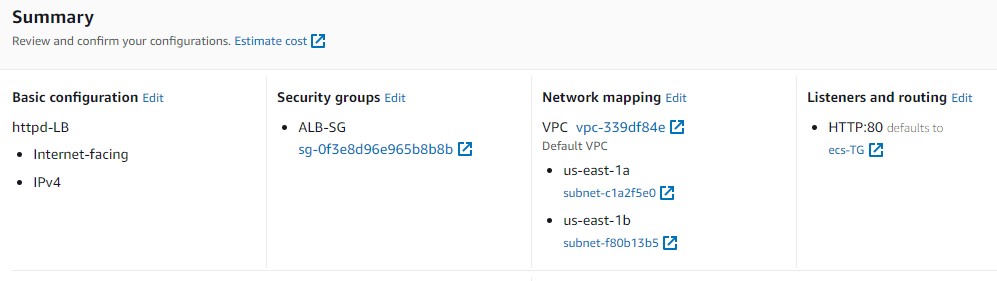 Summary
Review and confirm your configurations. Estimate cost
Basic configuration Edit
httpd-LB
Internet-facing
IPv4
Security groups Edit
ALB-SG
sg-0f3e8d96e965b8b8b
Network mapping Edit
VPC vpc-339df84e
Default VPC
us-east-1a
subnet-c1a2f5e0
us-east-1b
subnet-f80b13b5
Listeners and routing Edit
HTTP:80 defaults to
ecs-TG